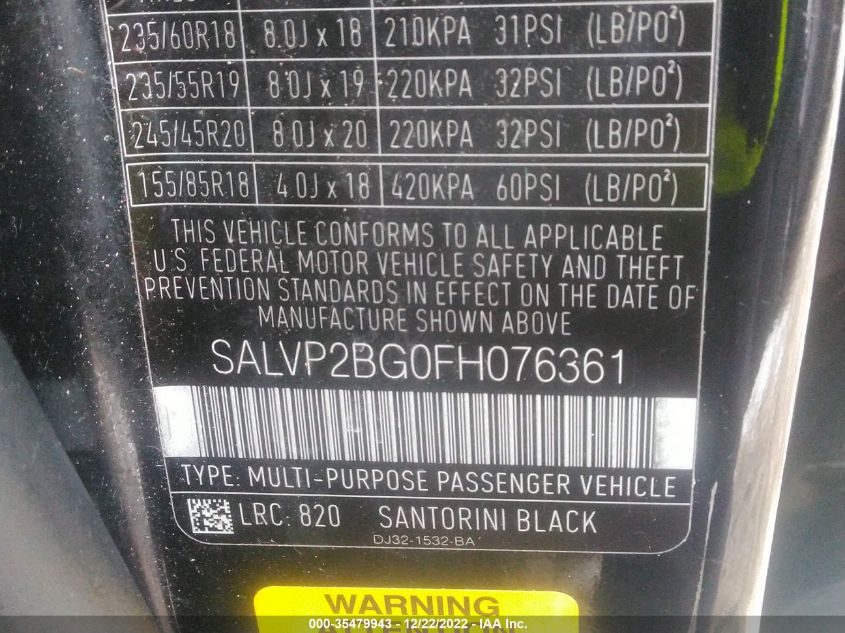 235/60R18 8.0J x 18 210KPA 31PSI (LB/PO²)
235/55R19 8.0J x 19 220KPA 32PSI (LB/PO²)
245/45R20 8.0J x 20 220KPA 32PSI (LB/PO²)
155/85R18 4.0J x 18 420KPA 60PSI (LB/PO²)
THIS VEHICLE CONFORMS TO ALL APPLICABLE
U.S. FEDERAL MOTOR VEHICLE SAFETY AND THEFT
PREVENTION STANDARDS IN EFFECT ON THE DATE OF
MANUFACTURE SHOWN ABOVE
SALVP2BG0FH076361
TYPE: MULTI-PURPOSE PASSENGER VEHICLE
LRC: 820 SANTORINI BLACK
DJ32-1532-BA
WARNING
ATTENTION
000-35479943 - 12/22/2022 - IAA Inc.